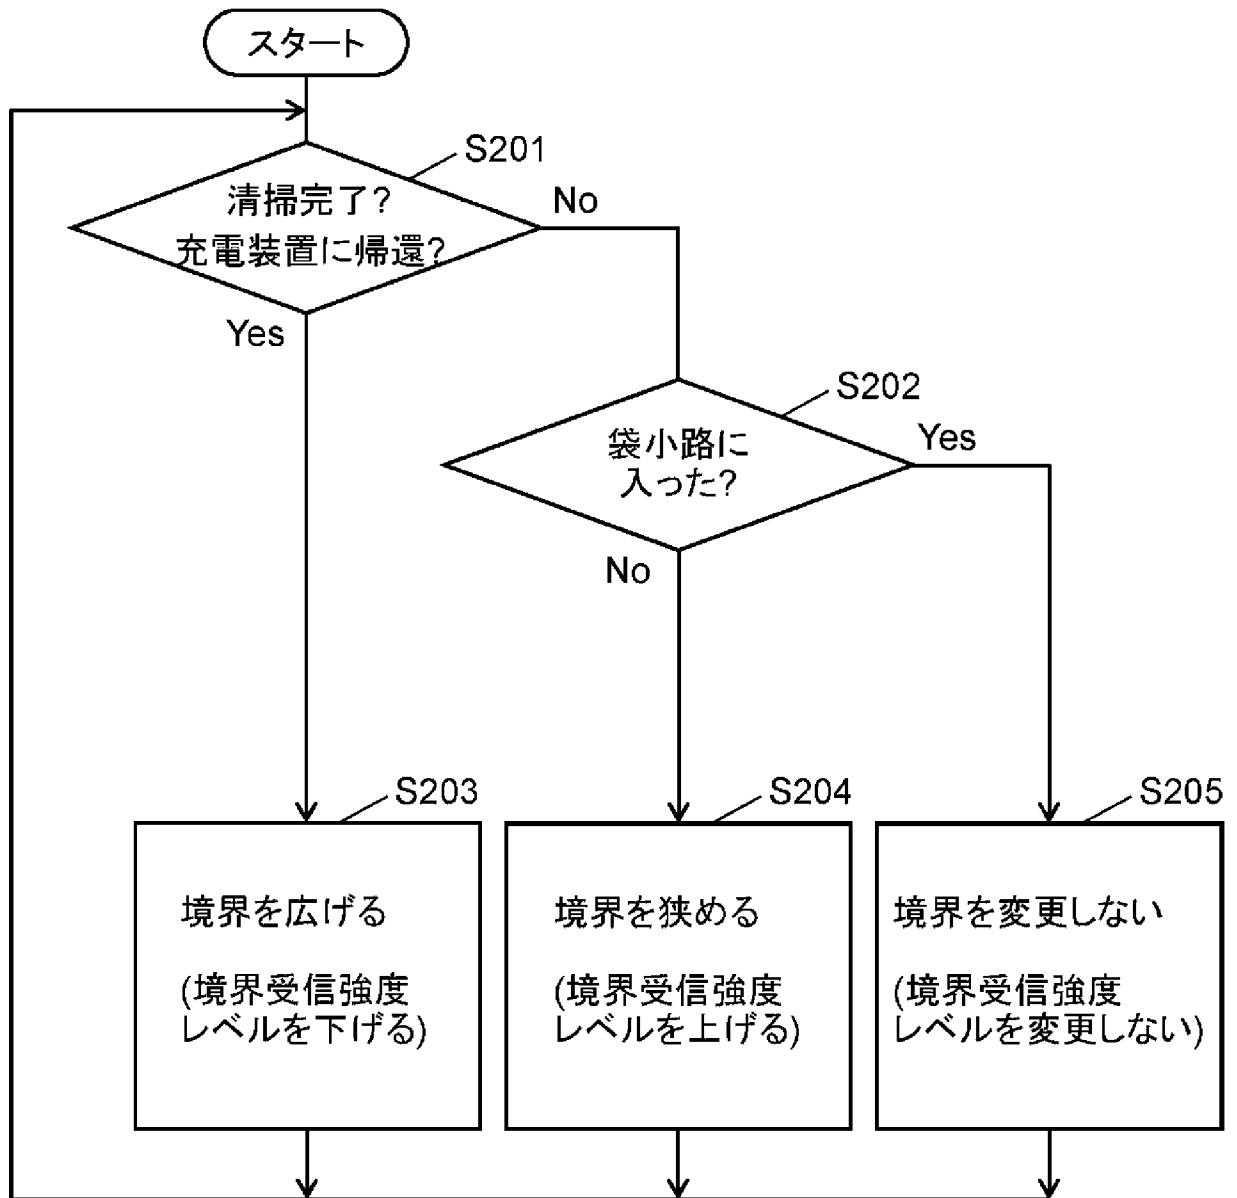 スタート
S201
清掃完了?
充電装置に帰還?
No
Yes
S202
袋小路に
入った?
Yes
No
S203
境界を広げる
(境界受信強度
レベルを下げる)
S204
境界を狭める
(境界受信強度
レベルを上げる)
S205
境界を変更しない
(境界受信強度
レベルを変更しない)